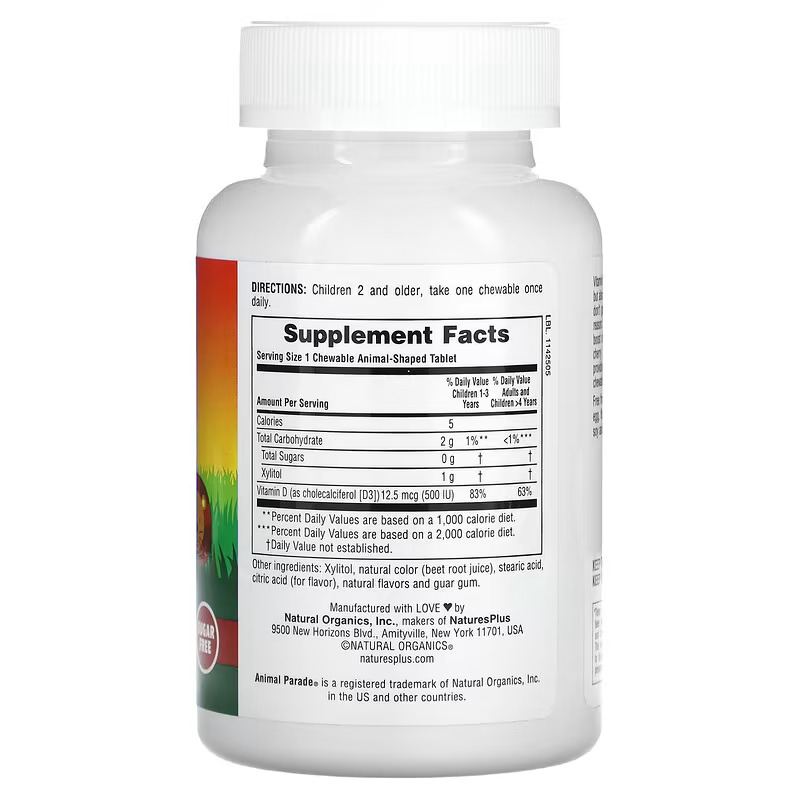 DIRECTIONS: Children 2 and older, take one chewable once
daily.
Supplement Facts
Serving Size 1 Chewable Animal-Shaped Tablet
Amount Per Serving
% Daily Value Children 1-3 Years
% Daily Value Adults and Children >4 Years
Calories 5
Total Carbohydrate 2 g 1%** <1%***
Total Sugars 0 g † †
Xylitol 1 g † †
Vitamin D (as cholecalciferol [D3]) 12.5 mcg (500 IU) 83% 63%
**Percent Daily Values are based on a 1,000 calorie diet.
***Percent Daily Values are based on a 2,000 calorie diet.
†Daily Value not established.
LBL. 1142505
Other ingredients: Xylitol, natural color (beet root juice), stearic acid,
citric acid (for flavor), natural flavors and guar gum.
Manufactured with LOVE ♥ by
Natural Organics, Inc., makers of NaturesPlus
9500 New Horizons Blvd., Amityville, New York 11701, USA
©NATURAL ORGANICS®
naturesplus.com
Animal Parade® is a registered trademark of Natural Organics, Inc.
in the US and other countries.
FREE